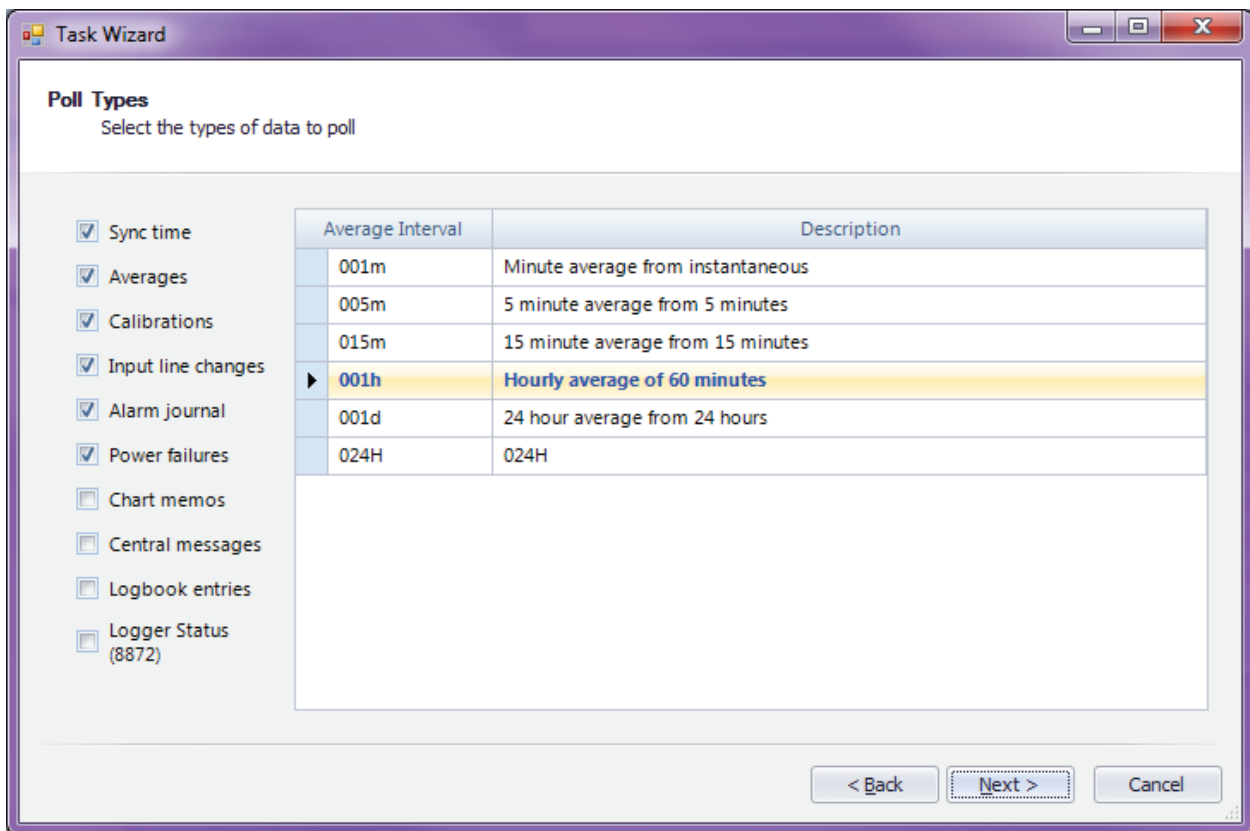 Task Wizard
Poll Types
Select the types of data to poll
Sync time
Averages
Calibrations
Input line changes
Alarm journal
Power failures
Chart memos
Central messages
Logbook entries
Logger Status
(8872)
Average Interval Description
001m Minute average from instantaneous
005m 5 minute average from 5 minutes
015m 15 minute average from 15 minutes
001h Hourly average of 60 minutes
001d 24 hour average from 24 hours
024H 024H
< Back Next > Cancel